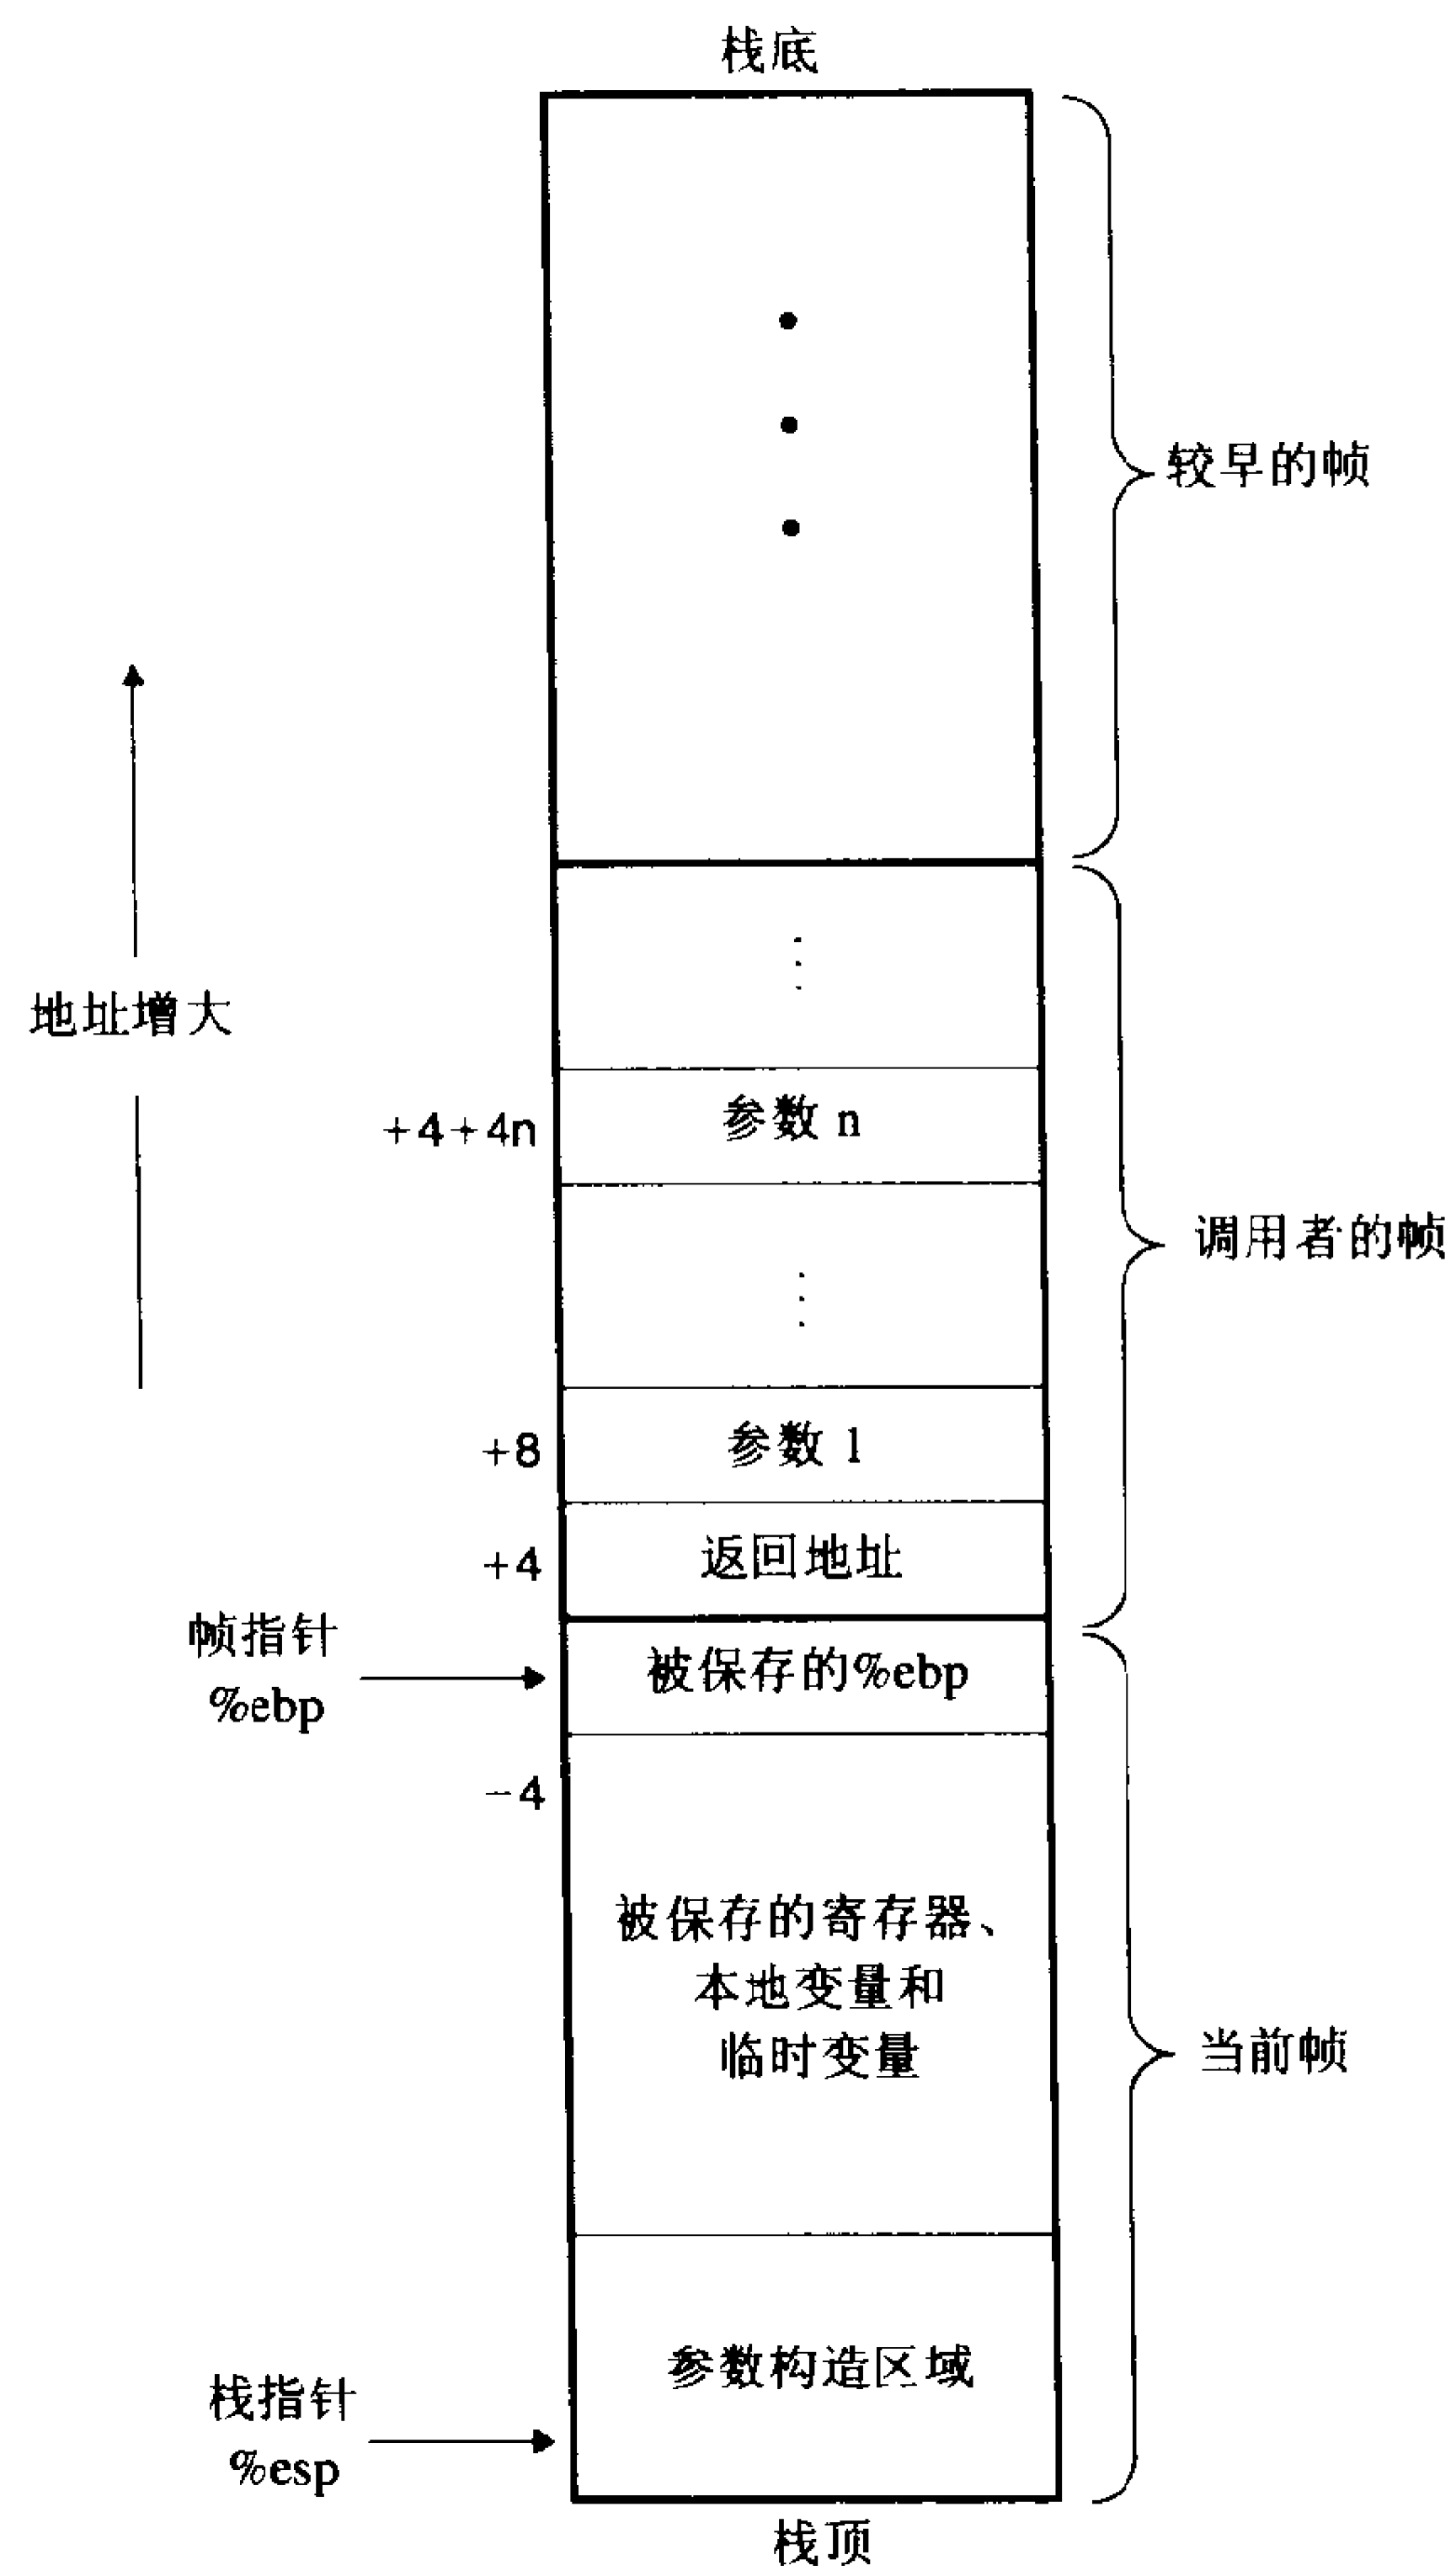 栈底
较早的帧
地址增大
+4+4n
参数 n
调用者的帧
+8
参数 1
+4
返回地址
帧指针
%ebp
被保存的%ebp
-4
被保存的寄存器、
本地变量和
临时变量
当前帧
参数构造区域
栈指针
%esp
栈顶